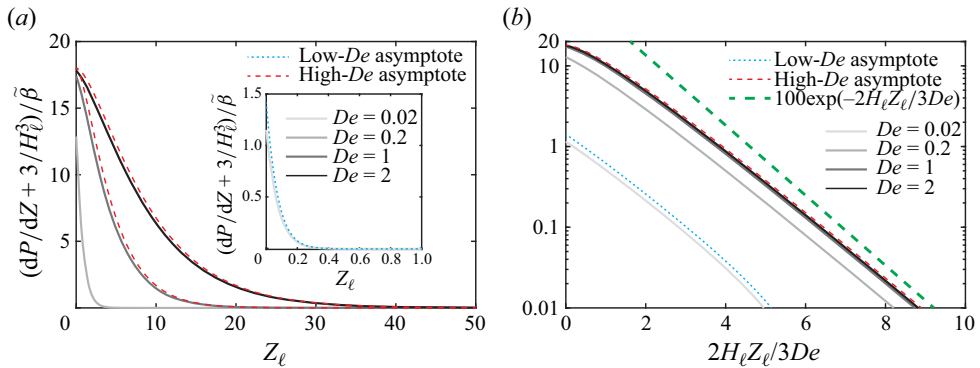 (a)
20
15
10
5
0
10
20
30
40
50
(dP/dZ + 3/H_ℓ^3)/β̃
Z_ℓ
Low-De asymptote
High-De asymptote
1.5
1.0
0.5
0
0.2
0.4
0.6
0.8
1.0
(dP/dZ + 3/H_ℓ^3)/β̃
Z_ℓ
De = 0.02
De = 0.2
De = 1
De = 2
(b)
20
10
1
0.1
0.01
0
2
4
6
8
10
2H_ℓZ_ℓ/3De
Low-De asymptote
High-De asymptote
100exp(−2H_ℓZ_ℓ/3De)
De = 0.02
De = 0.2
De = 1
De = 2